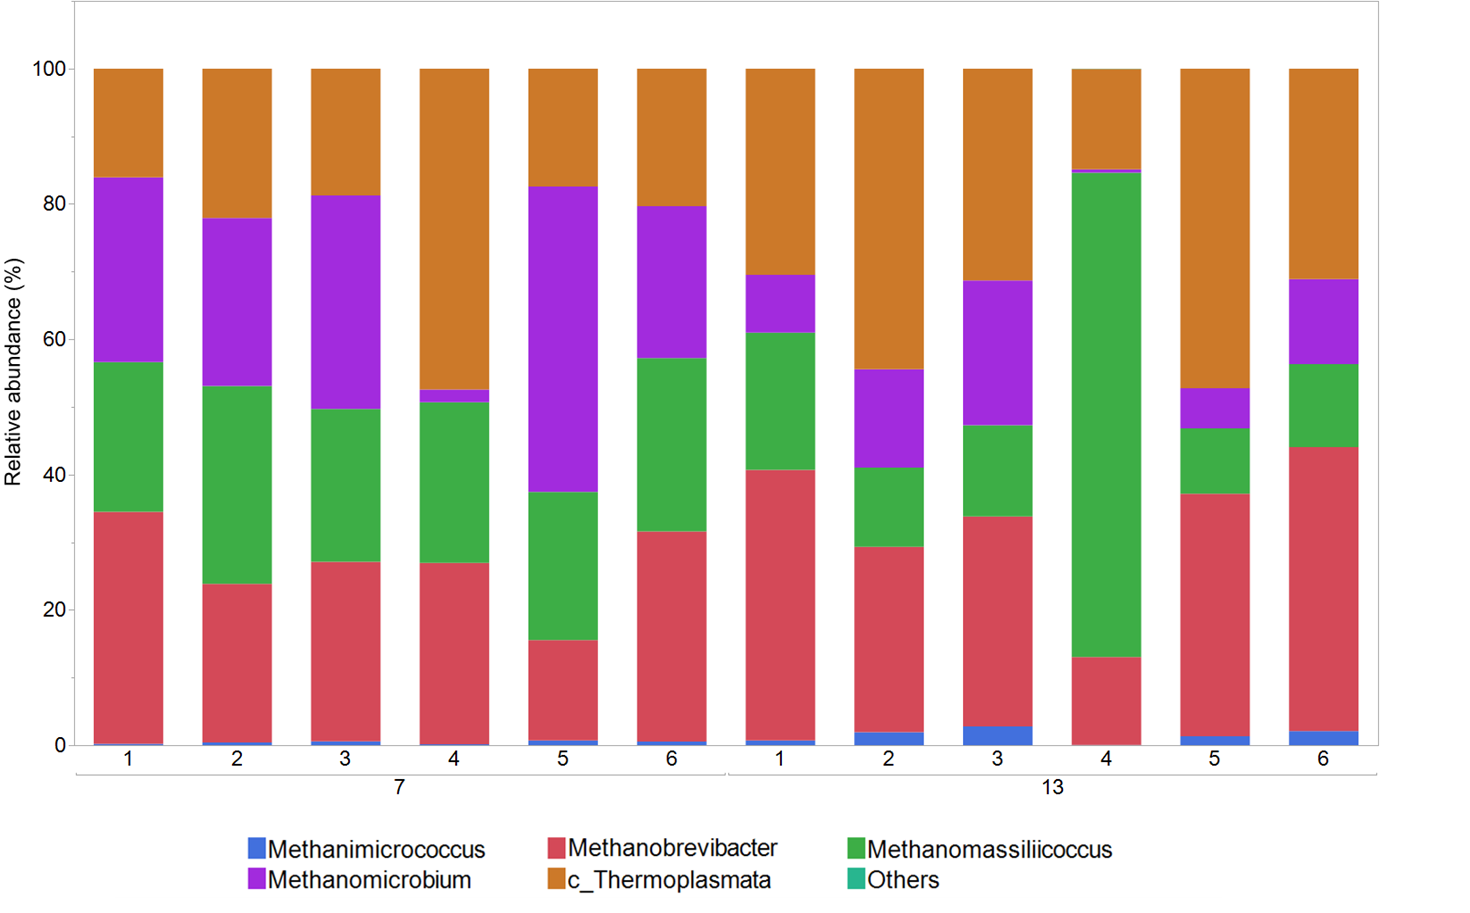 Relative abundance (%)
100
80
60
40
20
0
1 2 3 4 5 6 1 2 3 4 5 6
7 13
Methanimicrococcus Methanobrevibacter Methanomassiliicoccus
Methanomicrobium c_Thermoplasmata Others